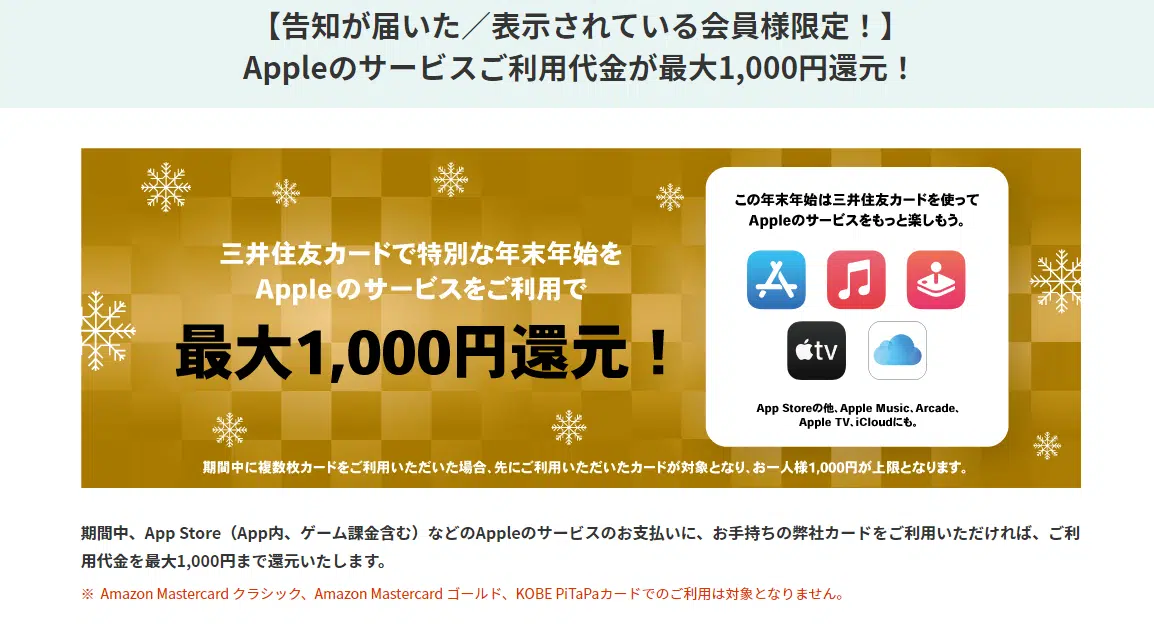 【告知が届いた／表示されている会員様限定！】
Appleのサービスご利用代金が最大1,000円還元！
三井住友カードで特別な年末年始を
Appleのサービスをご利用で
最大1,000円還元！
この年末年始は三井住友カードを使って
Appleのサービスをもっと楽しもう。
tv
App Storeの他、Apple Music、Arcade、
Apple TV、iCloudにも。
期間中に複数枚カードをご利用いただいた場合、先にご利用いただいたカードが対象となり、お一人様1,000円が上限となります。
期間中、App Store（App内、ゲーム課金含む）などのAppleのサービスのお支払いに、お手持ちの弊社カードをご利用いただければ、ご利
用代金を最大1,000円まで還元いたします。
※ Amazon Mastercard クラシック、Amazon Mastercard ゴールド、KOBE PiTaPaカードでのご利用は対象となりません。